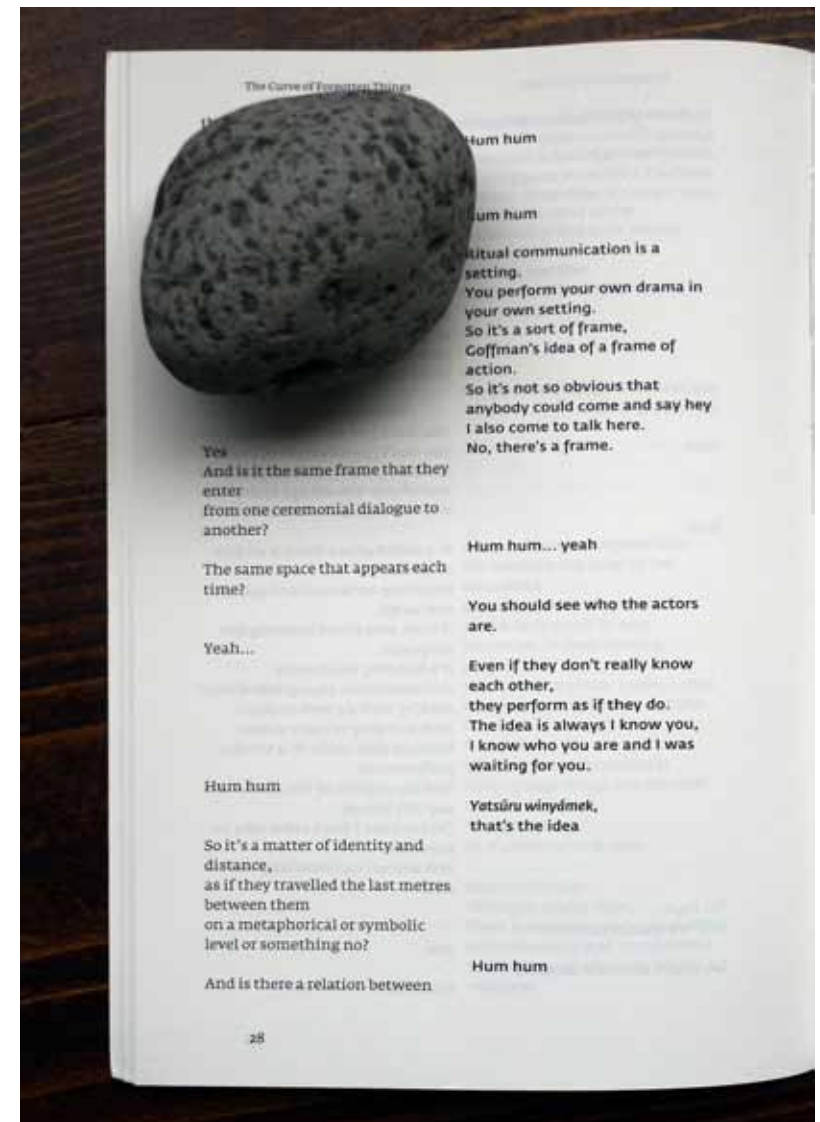 The Curve of Forgotten Things
Hum hum
Hum hum
Ritual communication is a
setting.
You perform your own drama in
your own setting.
So it's a sort of frame,
Goffman's idea of a frame of
action.
So it's not so obvious that
anybody could come and say hey
I also come to talk here.
No, there's a frame.
Yes
And is it the same frame that they
enter
from one ceremonial dialogue to
another?
Hum hum... yeah
The same space that appears each
time?
You should see who the actors
are.
Yeah...
Even if they don't really know
each other,
they perform as if they do.
The idea is always I know you,
I know who you are and I was
waiting for you.
Hum hum
Yatsúru winyámek,
that's the idea
So it's a matter of identity and
distance,
as if they travelled the last metres
between them
on a metaphorical or symbolic
level or something no?
Hum hum
And is there a relation between
28